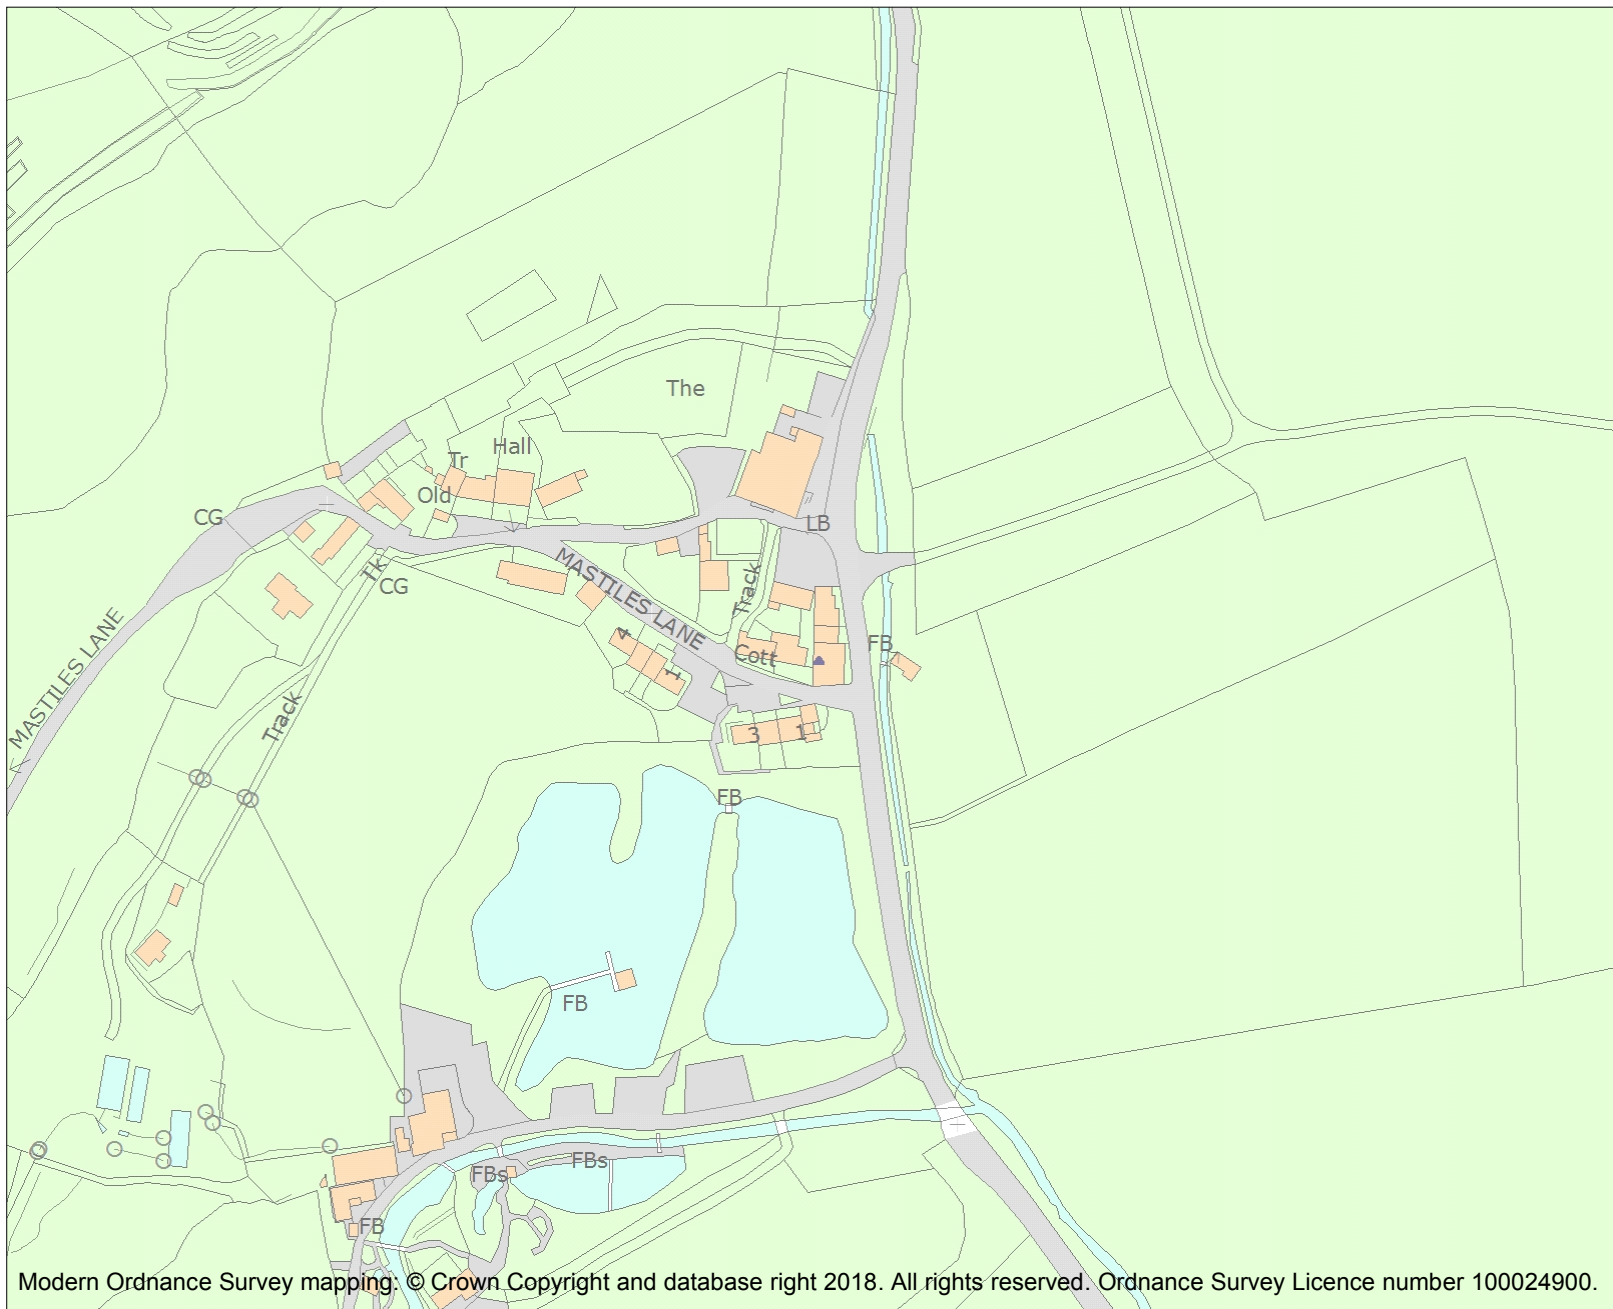 The
Hall
Tr
Old
CG
LB
MASTILES LANE
Tk
CG
Track
4
Cott
FB
1
MASTILES LANE
Track
3
1
FB
FB
FBs
FBs
FB
Modern Ordnance Survey mapping: © Crown Copyright and database right 2018. All rights reserved. Ordnance Survey Licence number 100024900.